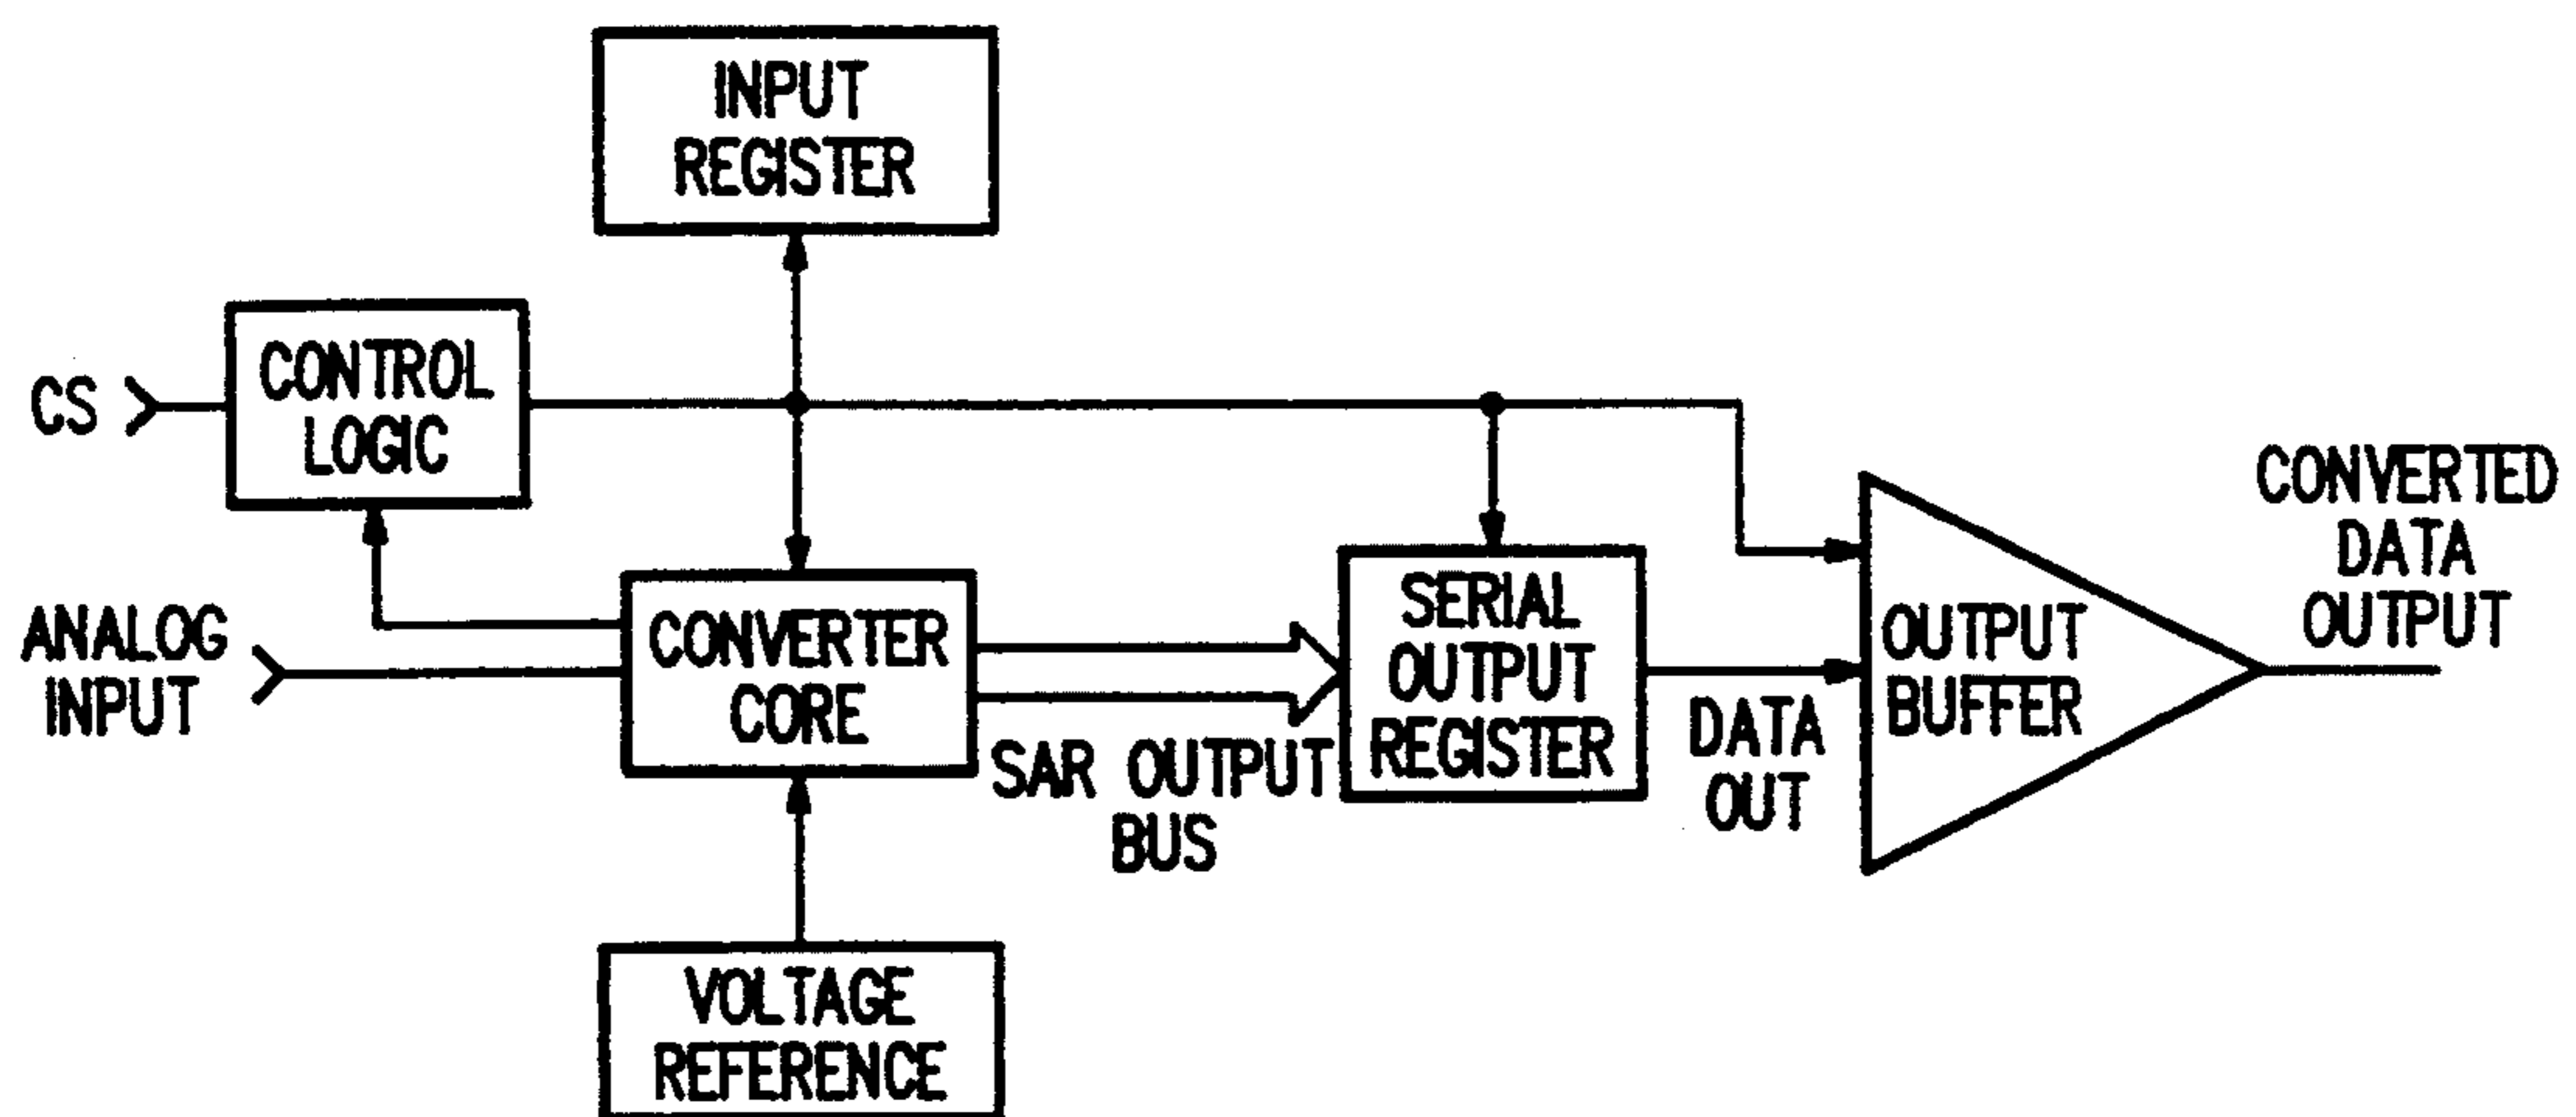 INPUT
REGISTER
CS
CONTROL
LOGIC
ANALOG
INPUT
CONVERTER
CORE
SAR OUTPUT
BUS
SERIAL
OUTPUT
REGISTER
DATA
OUT
OUTPUT
BUFFER
CONVERTED
DATA
OUTPUT
VOLTAGE
REFERENCE